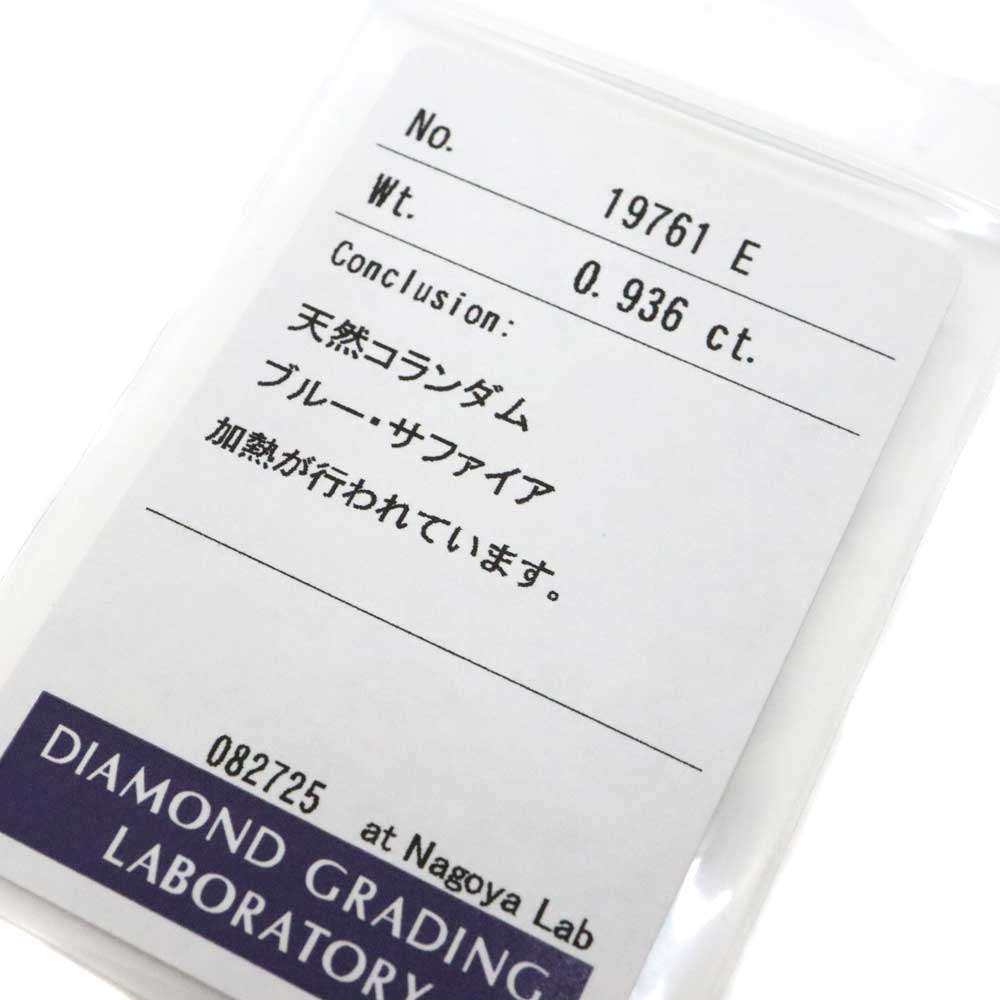 No. 19761 E
Wt. 0.936 ct.
Conclusion:
天然コランダム
ブルー・サファイア
加熱が行われています。
082725 at Nagoya Lab
DIAMOND GRADING
LABORATORY